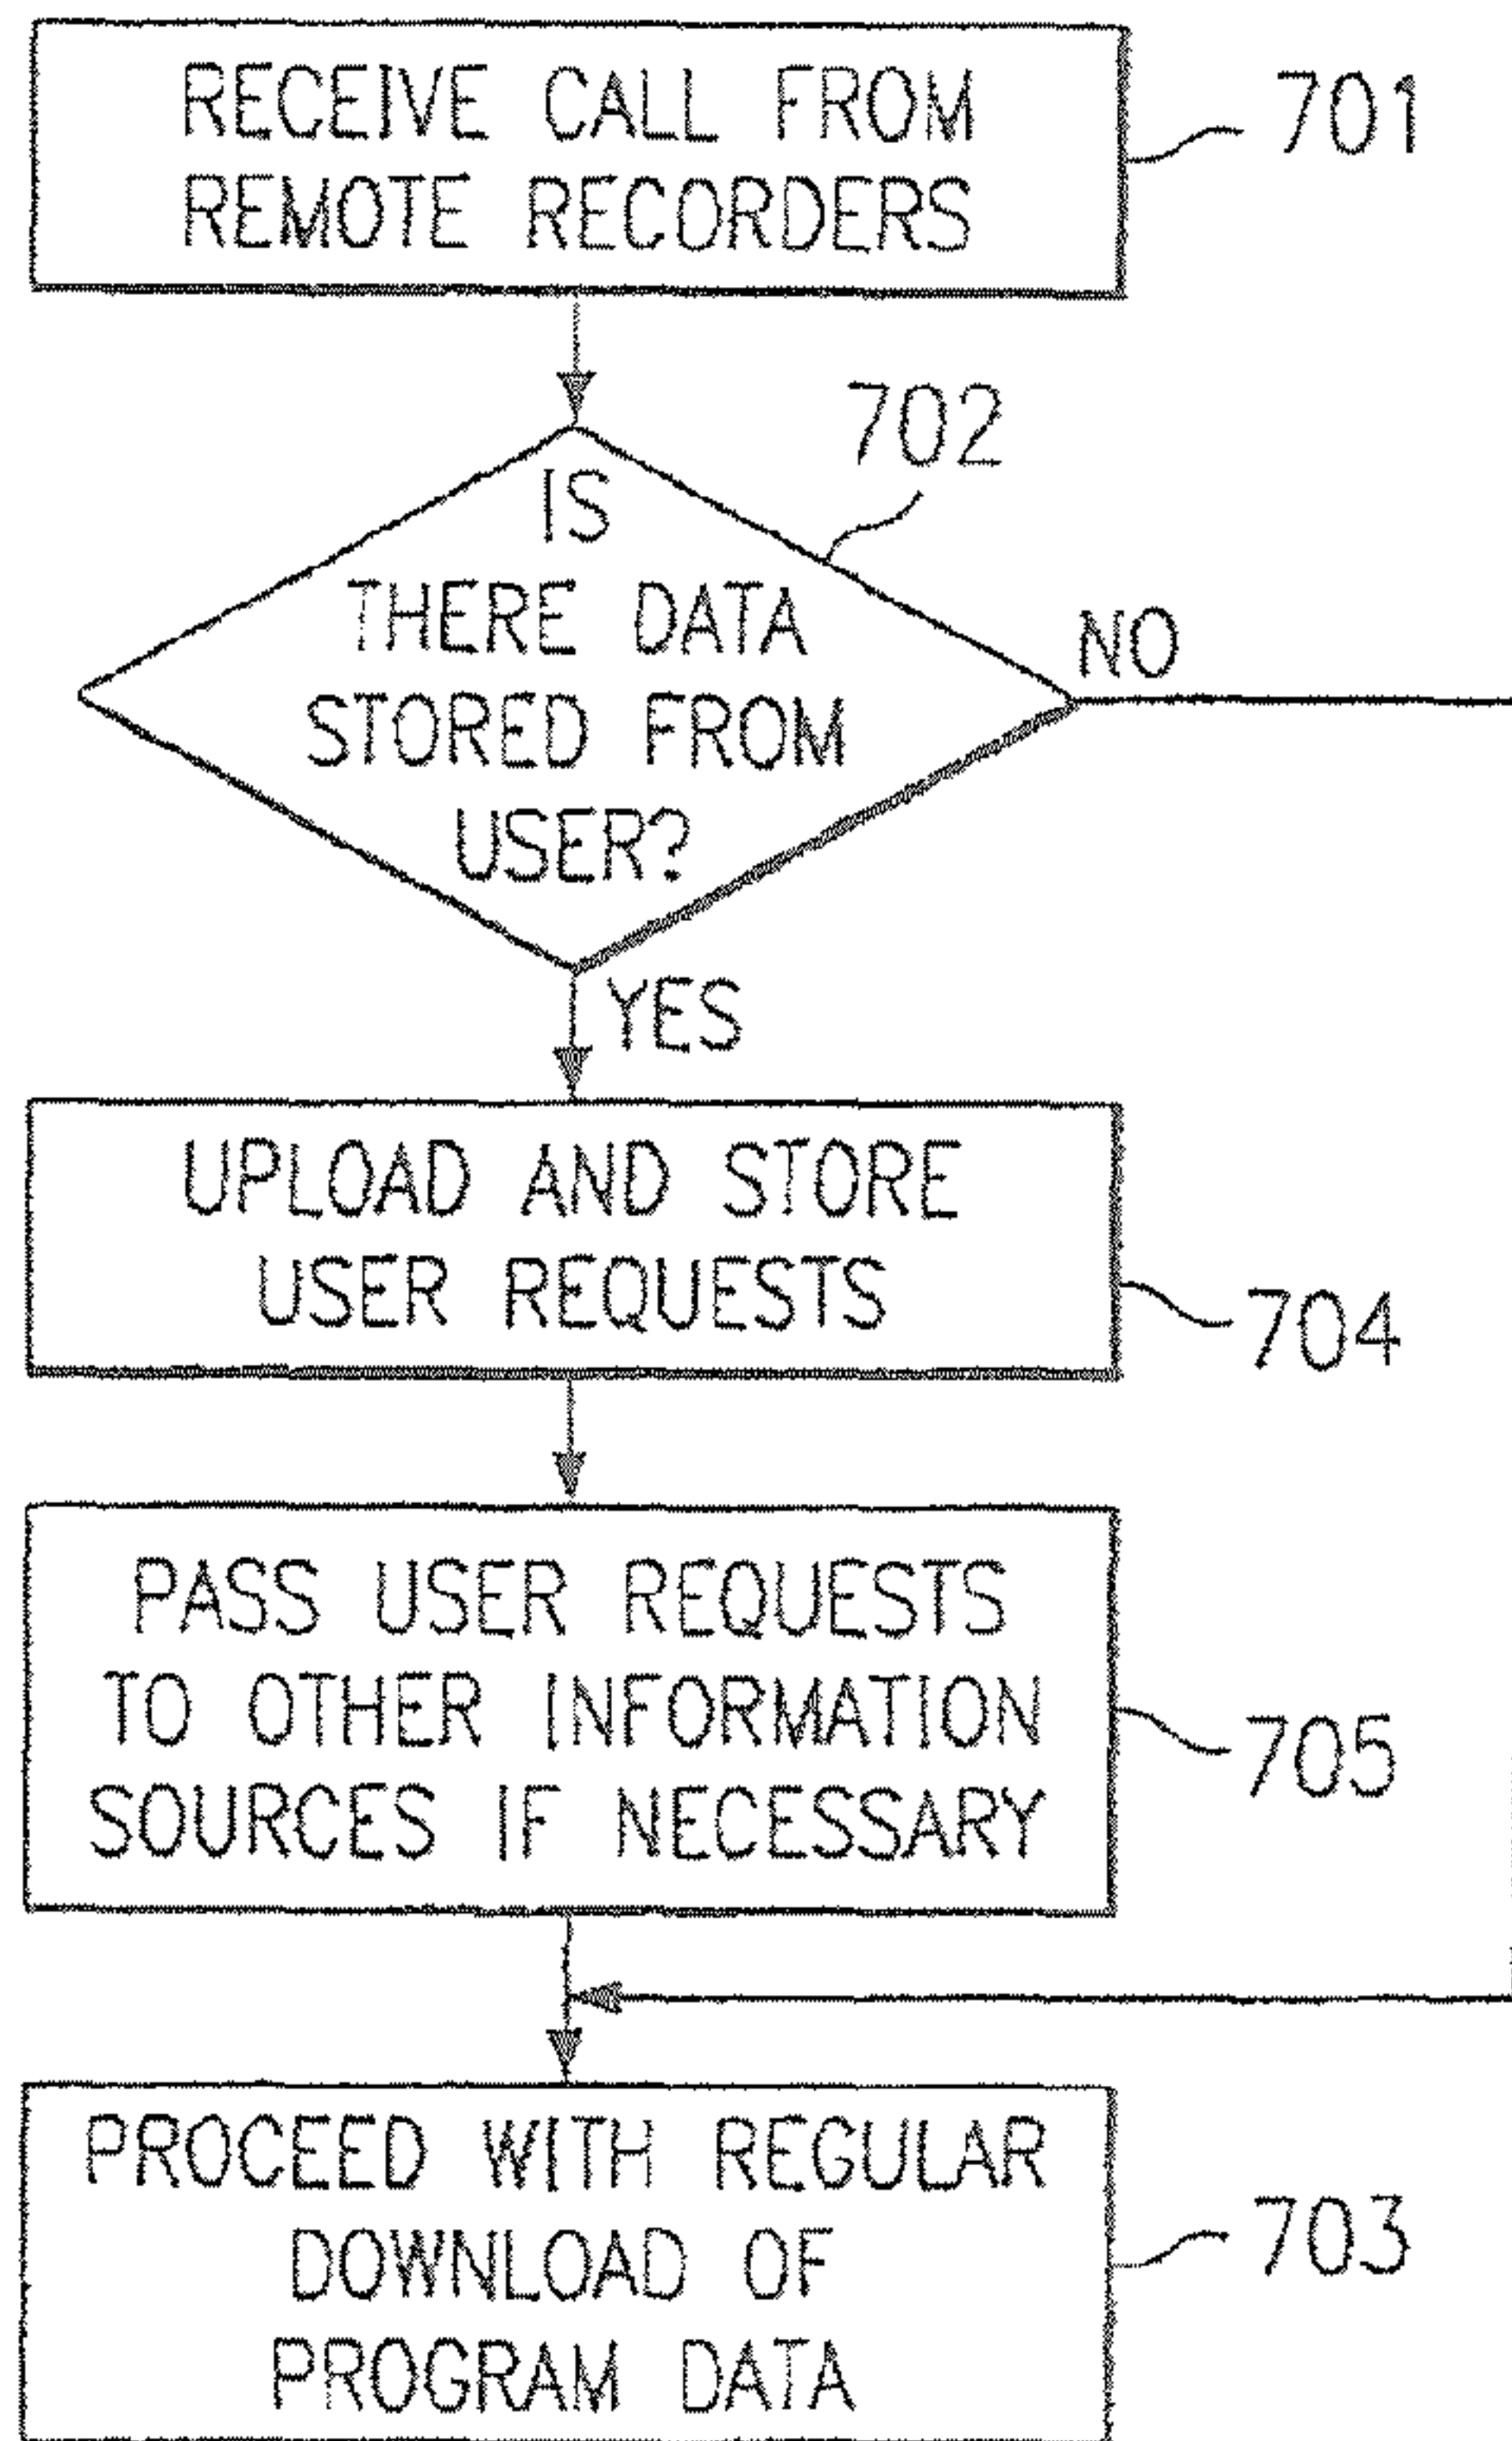 RECEIVE CALL FROM
REMOTE RECORDERS
701
702
IS
THERE DATA
STORED FROM
USER?
NO
YES
UPLOAD AND STORE
USER REQUESTS
704
PASS USER REQUESTS
TO OTHER INFORMATION
SOURCES IF NECESSARY
705
PROCEED WITH REGULAR
DOWNLOAD OF
PROGRAM DATA
703